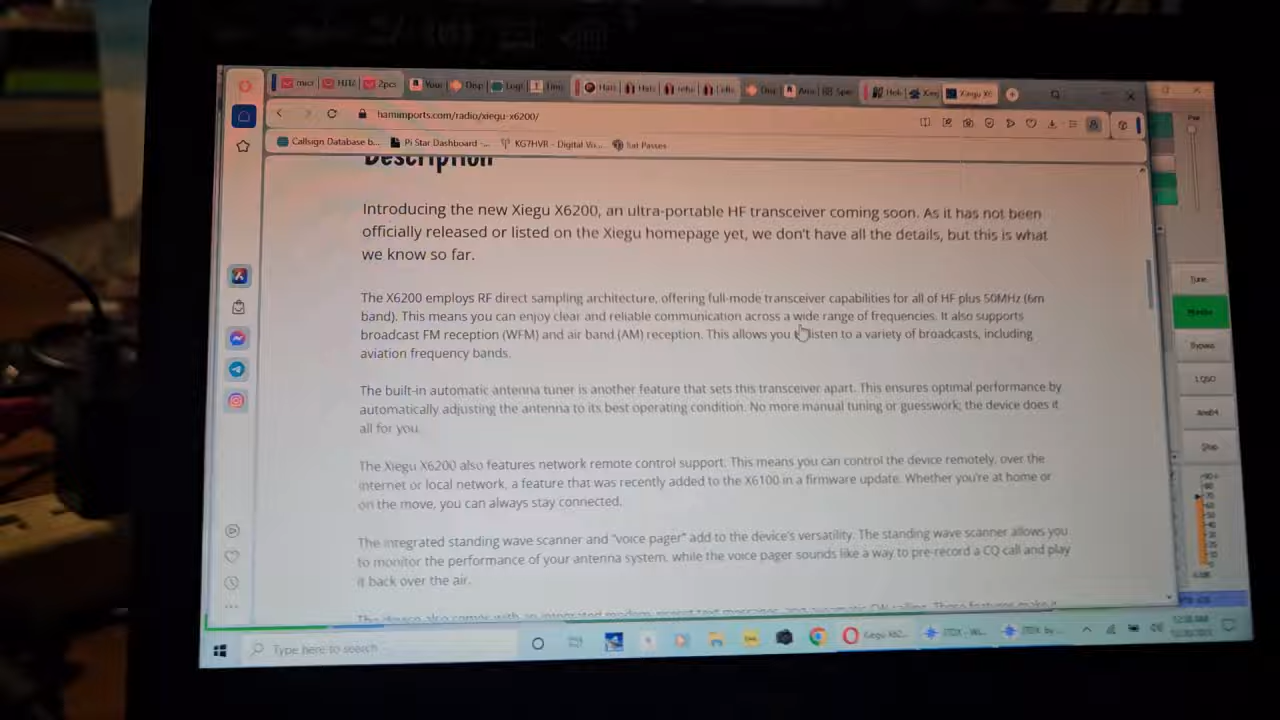 hamimports.com/radio/xiegu-x6200/
Callsign Database b...
Pi Star Dashboard -...
KG7HVR - Digital Vo...
Sat Passes
Description
Introducing the new Xiegu X6200, an ultra-portable HF transceiver coming soon. As it has not been
officially released or listed on the Xiegu homepage yet, we don't have all the details, but this is what
we know so far.
The X6200 employs RF direct sampling architecture, offering full-mode transceiver capabilities for all of HF plus 50MHz (6m
band). This means you can enjoy clear and reliable communication across a wide range of frequencies. It also supports
broadcast FM reception (WFM) and air band (AM) reception. This allows you to listen to a variety of broadcasts, including
aviation frequency bands.
The built-in automatic antenna tuner is another feature that sets this transceiver apart. This ensures optimal performance by
automatically adjusting the antenna to its best operating condition. No more manual tuning or guesswork; the device does it
all for you.
The Xiegu X6200 also features network remote control support. This means you can control the device remotely, over the
internet or local network, a feature that was recently added to the X6100 in a firmware update. Whether you're at home or
on the move, you can always stay connected.
The integrated standing wave scanner and "voice pager" add to the device's versatility. The standing wave scanner allows you
to monitor the performance of your antenna system, while the voice pager sounds like a way to pre-record a CQ call and play
it back over the air.
Tune
Stop
Type here to search